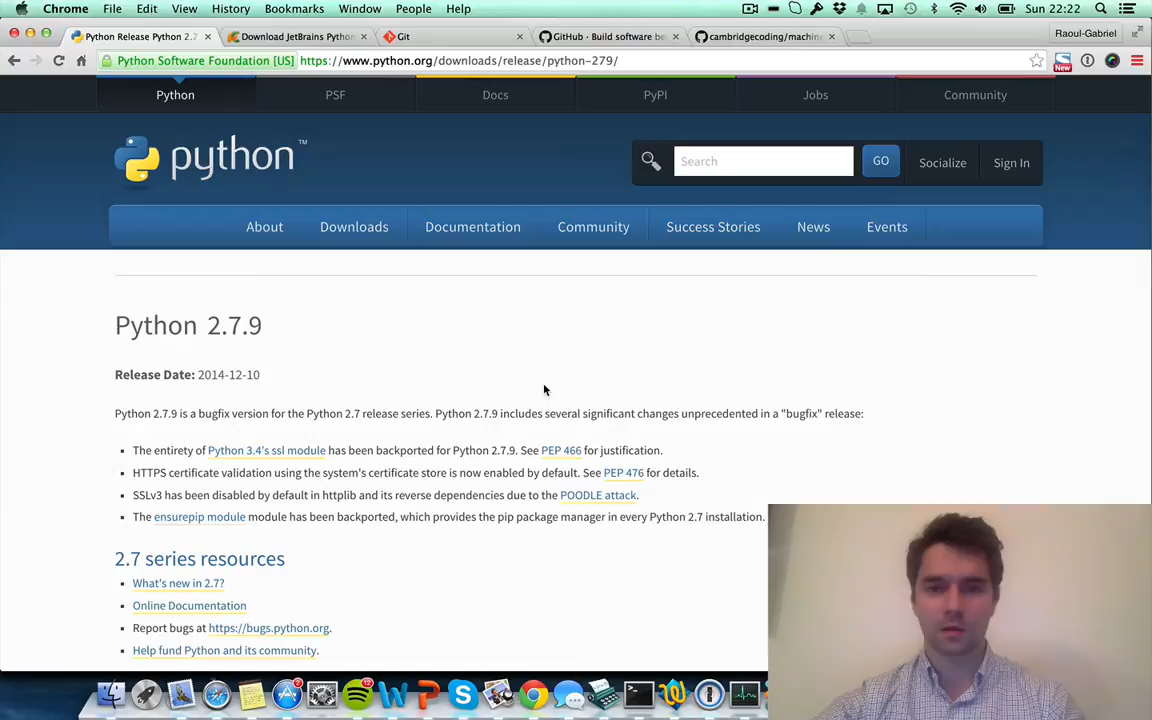 Chrome File Edit View History Bookmarks Window People Help Sun 22:22
Python Release Python 2.7. Download JetBrains Python Git GitHub · Build software be cambridgecoding/machine Raoul-Gabriel
Python Software Foundation [US] https://www.python.org/downloads/release/python-279/ New
Python PSF Docs PyPI Jobs Community
python™ Search GO Socialize Sign In
About Downloads Documentation Community Success Stories News Events
Python 2.7.9
Release Date: 2014-12-10
Python 2.7.9 is a bugfix version for the Python 2.7 release series. Python 2.7.9 includes several significant changes unprecedented in a "bugfix" release:
The entirety of Python 3.4's ssl module has been backported for Python 2.7.9. See PEP 466 for justification.
HTTPS certificate validation using the system's certificate store is now enabled by default. See PEP 476 for details.
SSLv3 has been disabled by default in httplib and its reverse dependencies due to the POODLE attack.
The ensurepip module module has been backported, which provides the pip package manager in every Python 2.7 installation.
2.7 series resources
What's new in 2.7?
Online Documentation
Report bugs at https://bugs.python.org.
Help fund Python and its community.